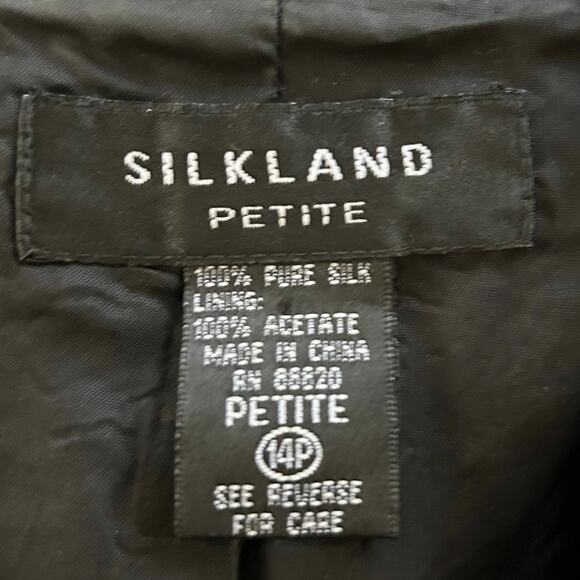 SILKLAND
PETITE
100% PURE SILK
LINING:
100% ACETATE
MADE IN CHINA
RN 88820
PETITE
14P
SEE REVERSE
FOR CARE